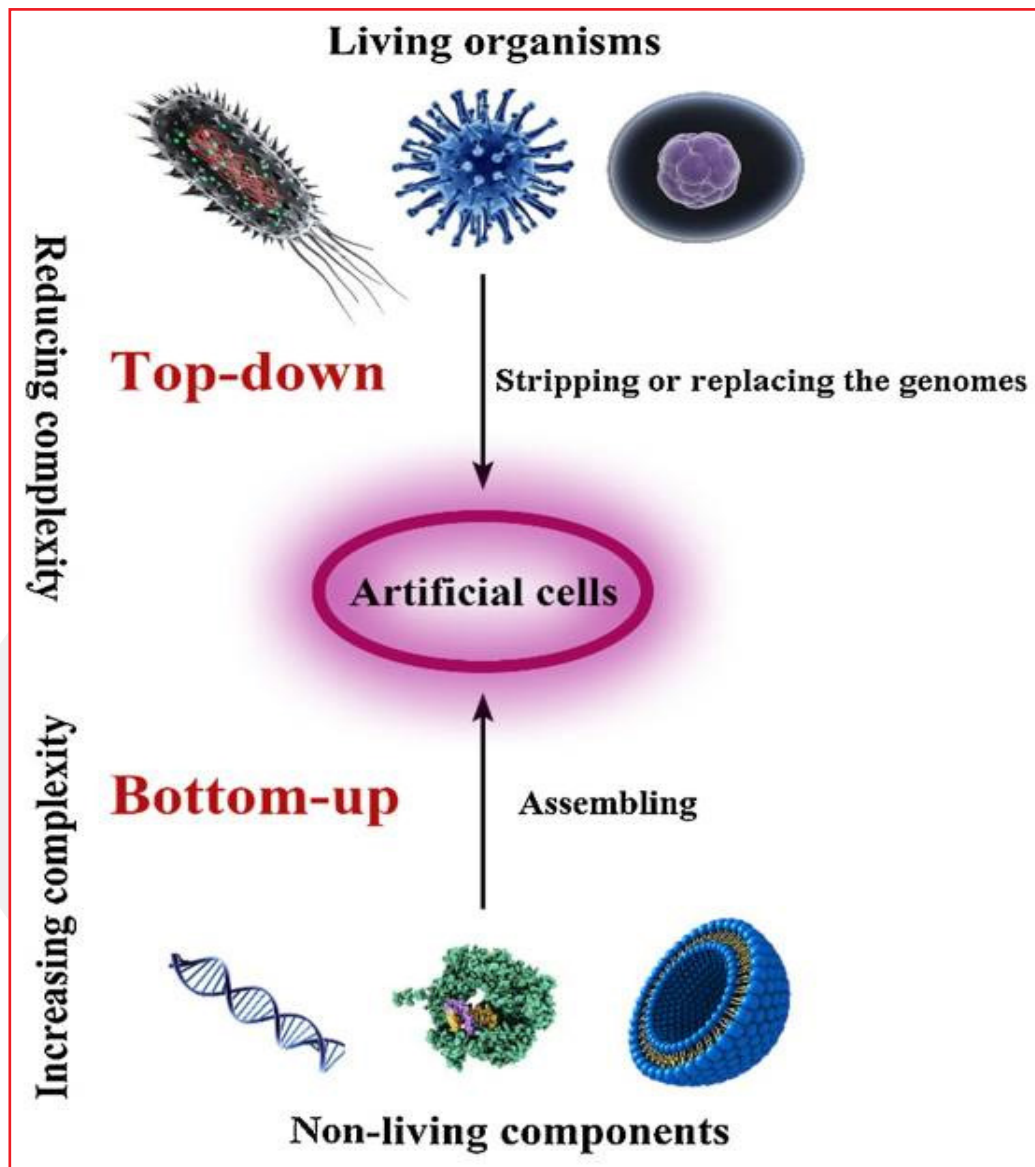 Living organisms
Reducing complexity
Top-down
Stripping or replacing the genomes
Artificial cells
Increasing complexity
Bottom-up
Assembling
Non-living components